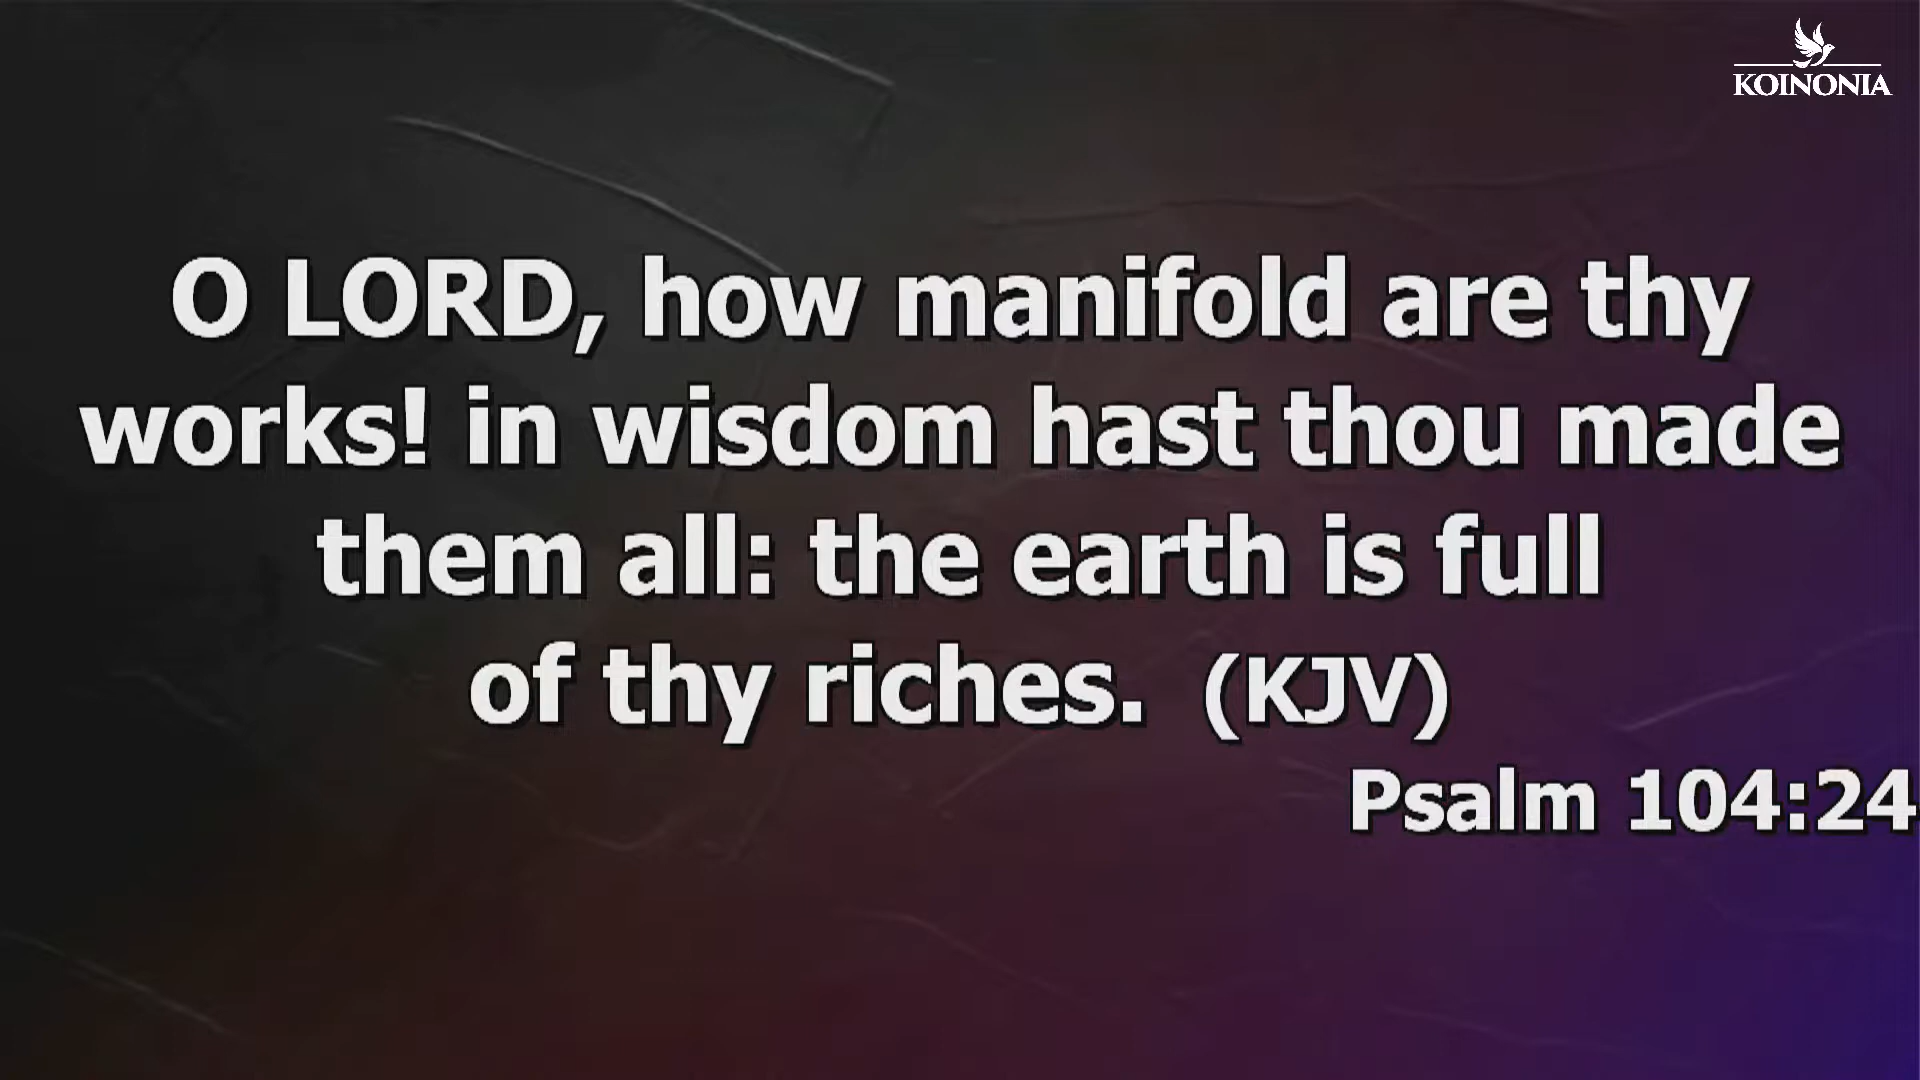 KOINONIA
O LORD, how manifold are thy
works! in wisdom hast thou made
them all: the earth is full
of thy riches. (KJV)
Psalm 104:24